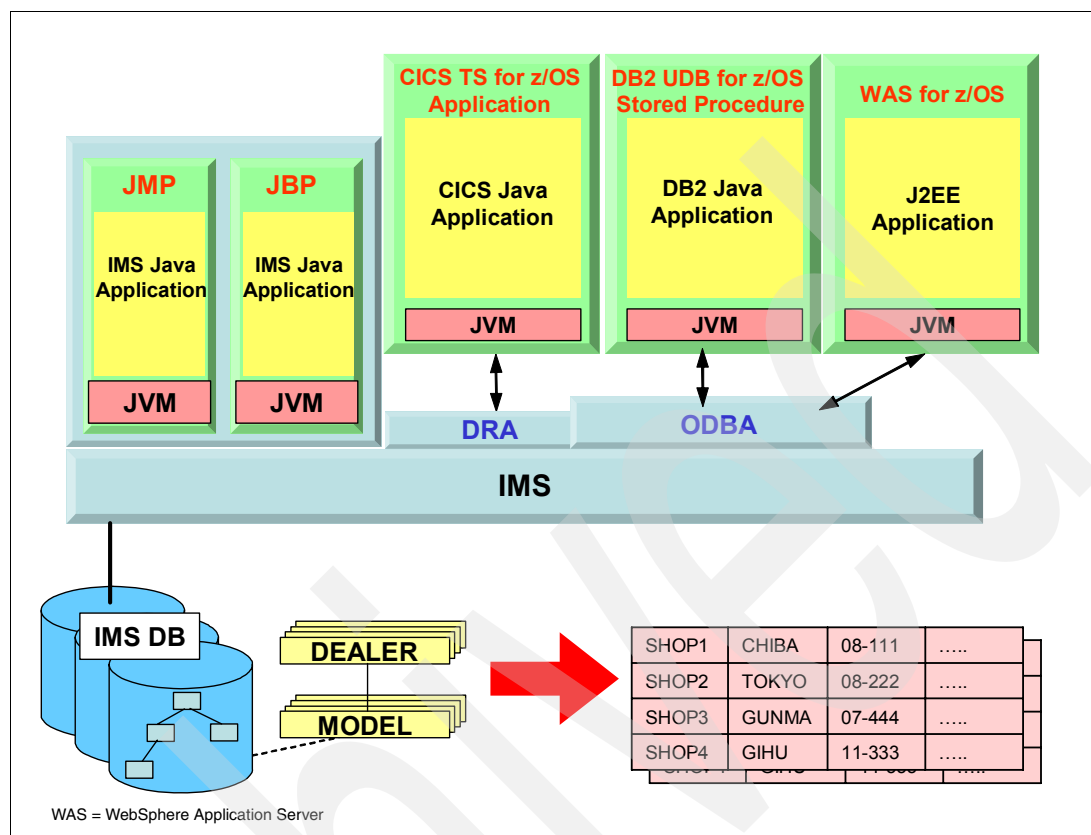 CICS TS for z/OS
Application
DB2 UDB for z/OS
Stored Procedure
WAS for z/OS
JMP
JBP
CICS Java
Application
DB2 Java
Application
J2EE
Application
IMS Java
Application
IMS Java
Application
JVM
JVM
JVM
JVM
JVM
DRA
ODBA
IMS
IMS DB
DEALER
MODEL
SHOP1 CHIBA 08-111 .....
SHOP2 TOKYO 08-222 .....
SHOP3 GUNMA 07-444 .....
SHOP4 GIHU 11-333 .....
WAS = WebSphere Application Server